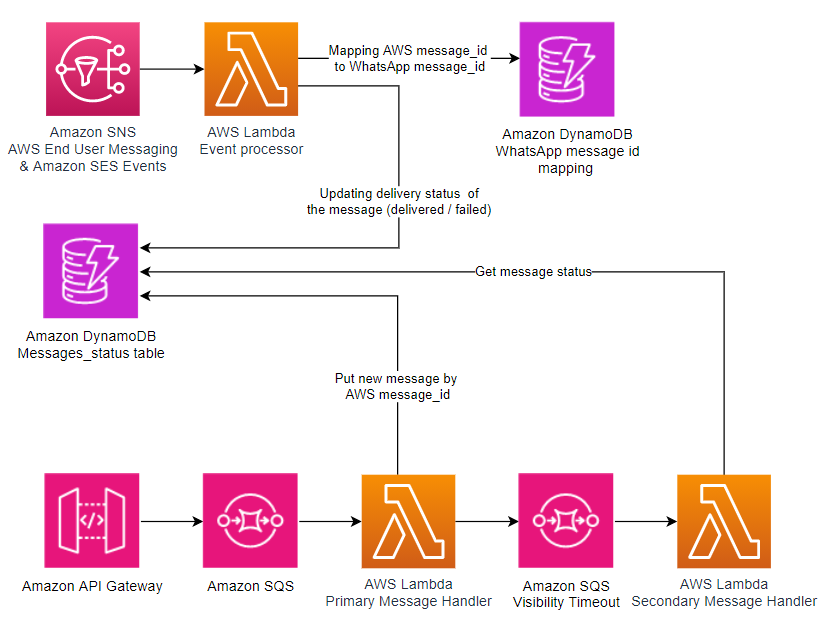 Mapping AWS message_id
to WhatsApp message_id
Amazon SNS
AWS End User Messaging
& Amazon SES Events
AWS Lambda
Event processor
Amazon DynamoDB
WhatsApp message id
mapping
Updating delivery status of
the message (delivered / failed)
Get message status
Amazon DynamoDB
Messages_status table
Put new message by
AWS message_id
Amazon API Gateway
Amazon SQS
AWS Lambda
Primary Message Handler
Amazon SQS
Visibility Timeout
AWS Lambda
Secondary Message Handler